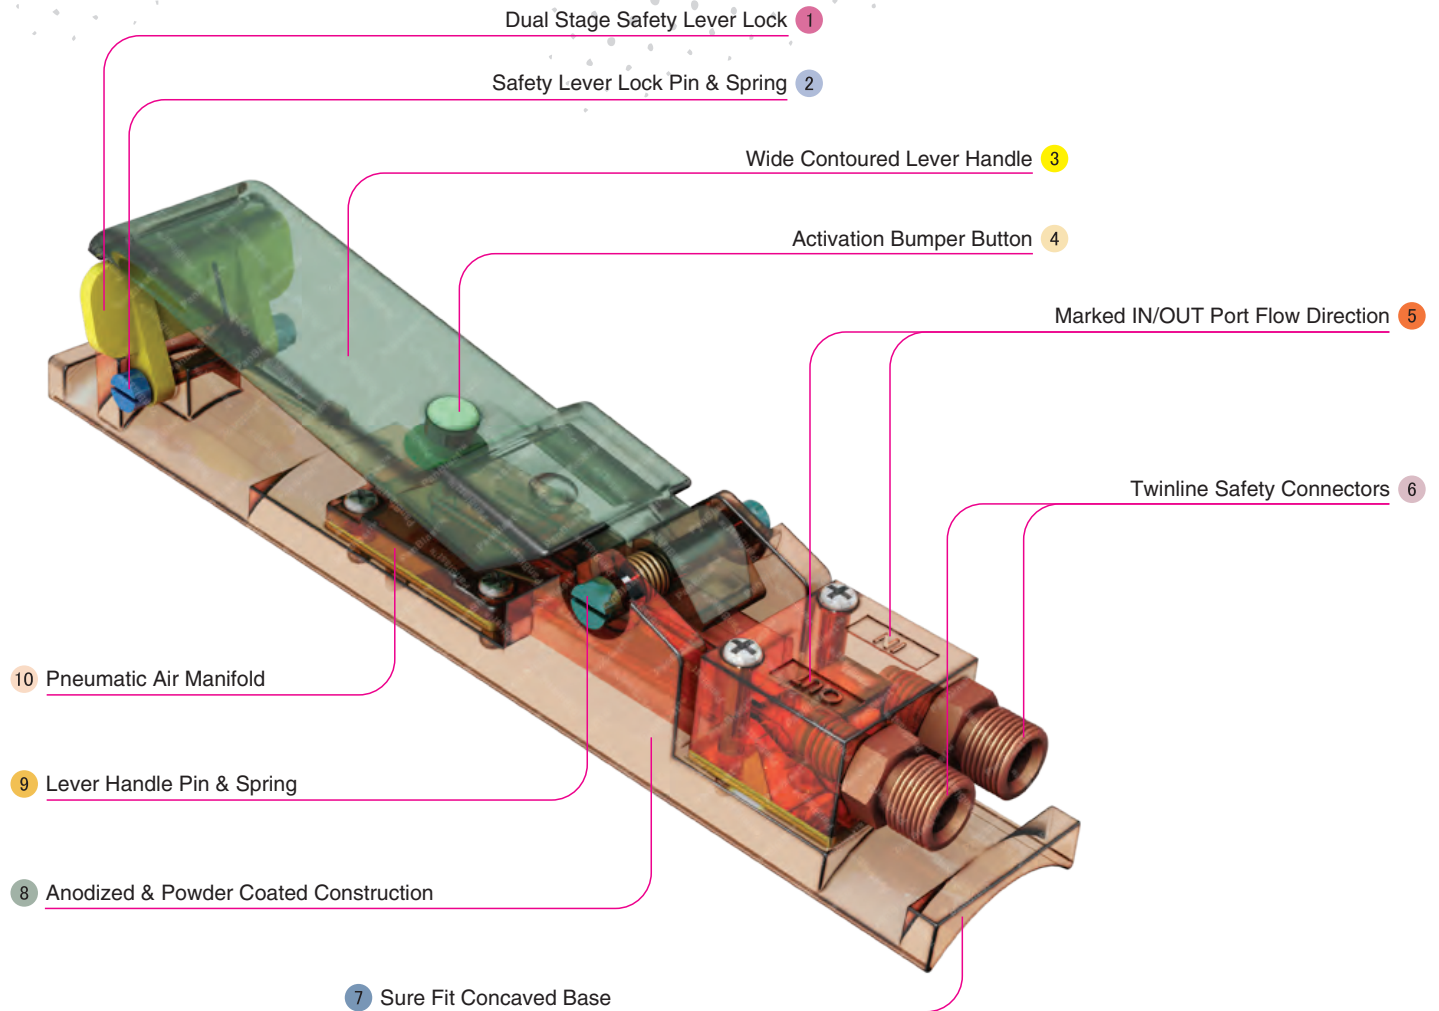 Dual Stage Safety Lever Lock 1
Safety Lever Lock Pin & Spring 2
Wide Contoured Lever Handle 3
Activation Bumper Button 4
Marked IN/OUT Port Flow Direction 5
Twinline Safety Connectors 6
IN
OUT
10 Pneumatic Air Manifold
9 Lever Handle Pin & Spring
8 Anodized & Powder Coated Construction
7 Sure Fit Concaved Base